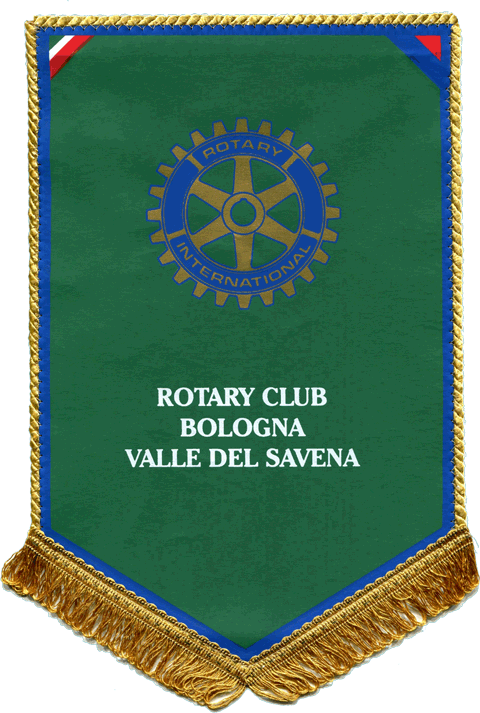 ROTARY
INTERNATIONAL
ROTARY CLUB
BOLOGNA
VALLE DEL SAVENA